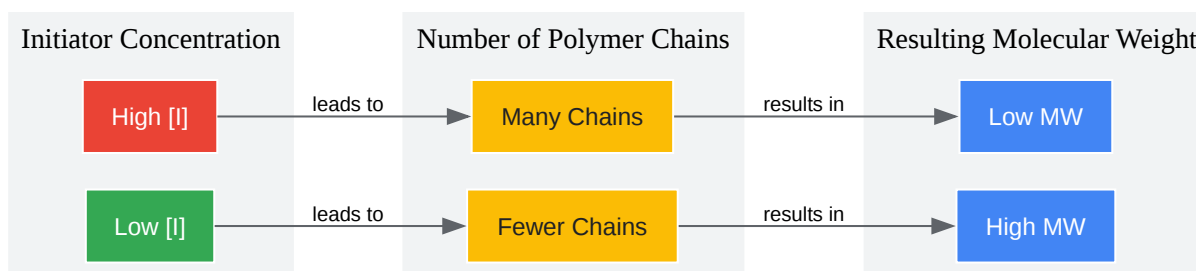 Initiator Concentration
Number of Polymer Chains
Resulting Molecular Weight
High [I]
leads to
Many Chains
results in
Low MW
Low [I]
leads to
Fewer Chains
results in
High MW